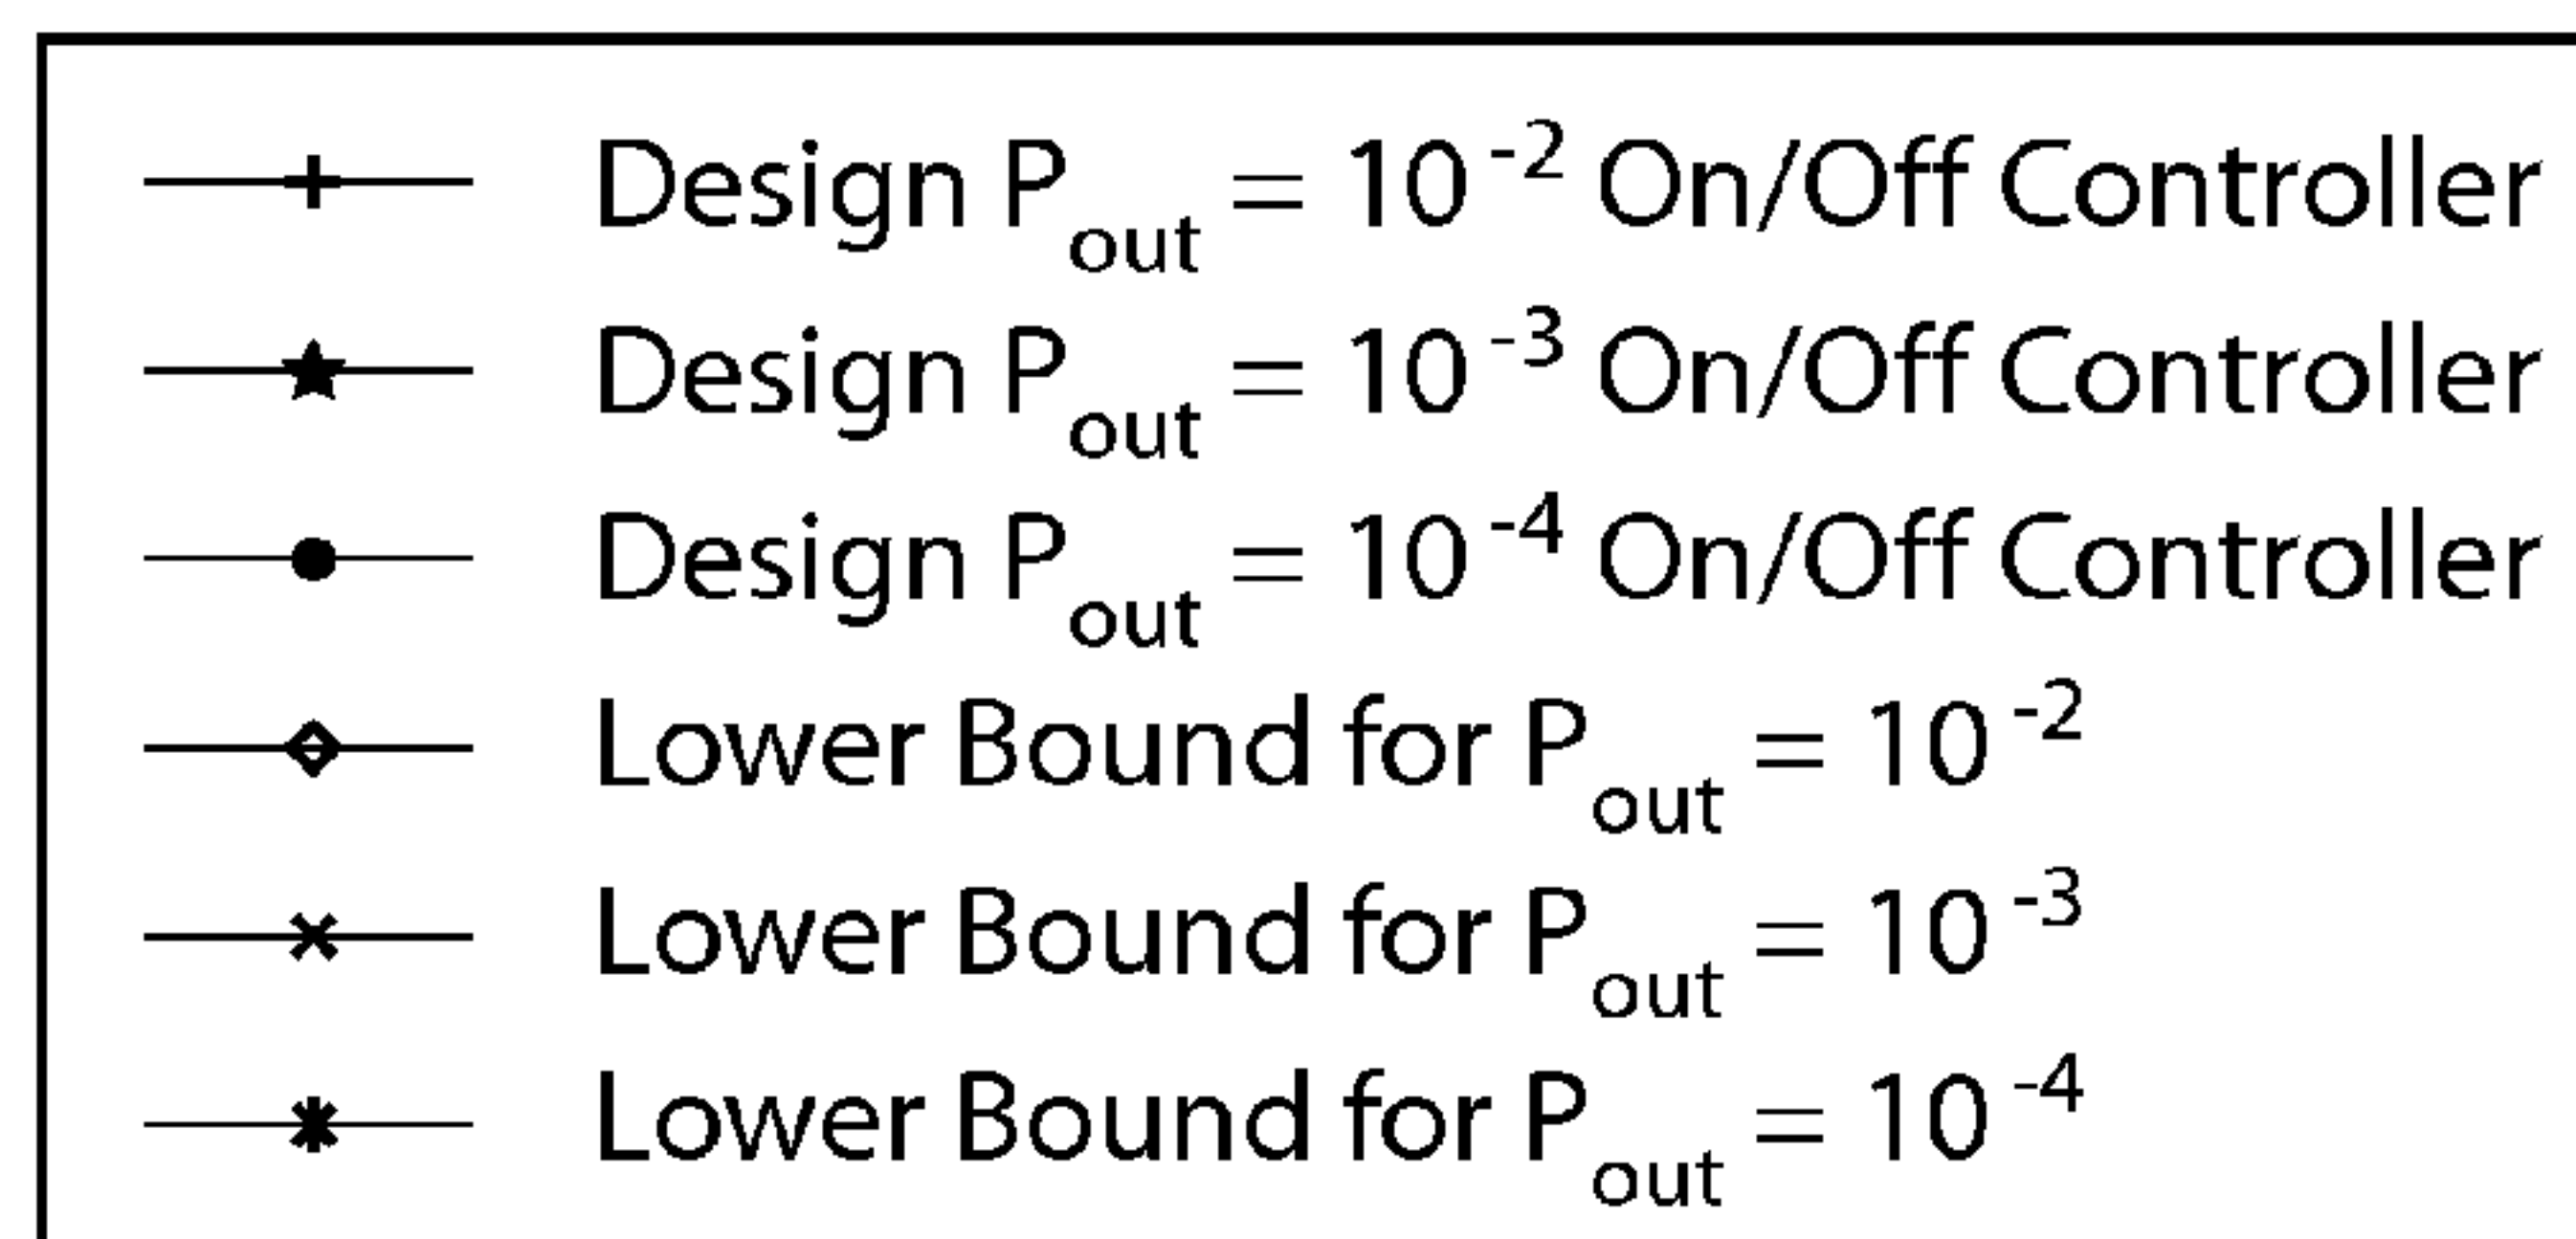 Design P_out = 10^-2 On/Off Controller
Design P_out = 10^-3 On/Off Controller
Design P_out = 10^-4 On/Off Controller
Lower Bound for P_out = 10^-2
Lower Bound for P_out = 10^-3
Lower Bound for P_out = 10^-4